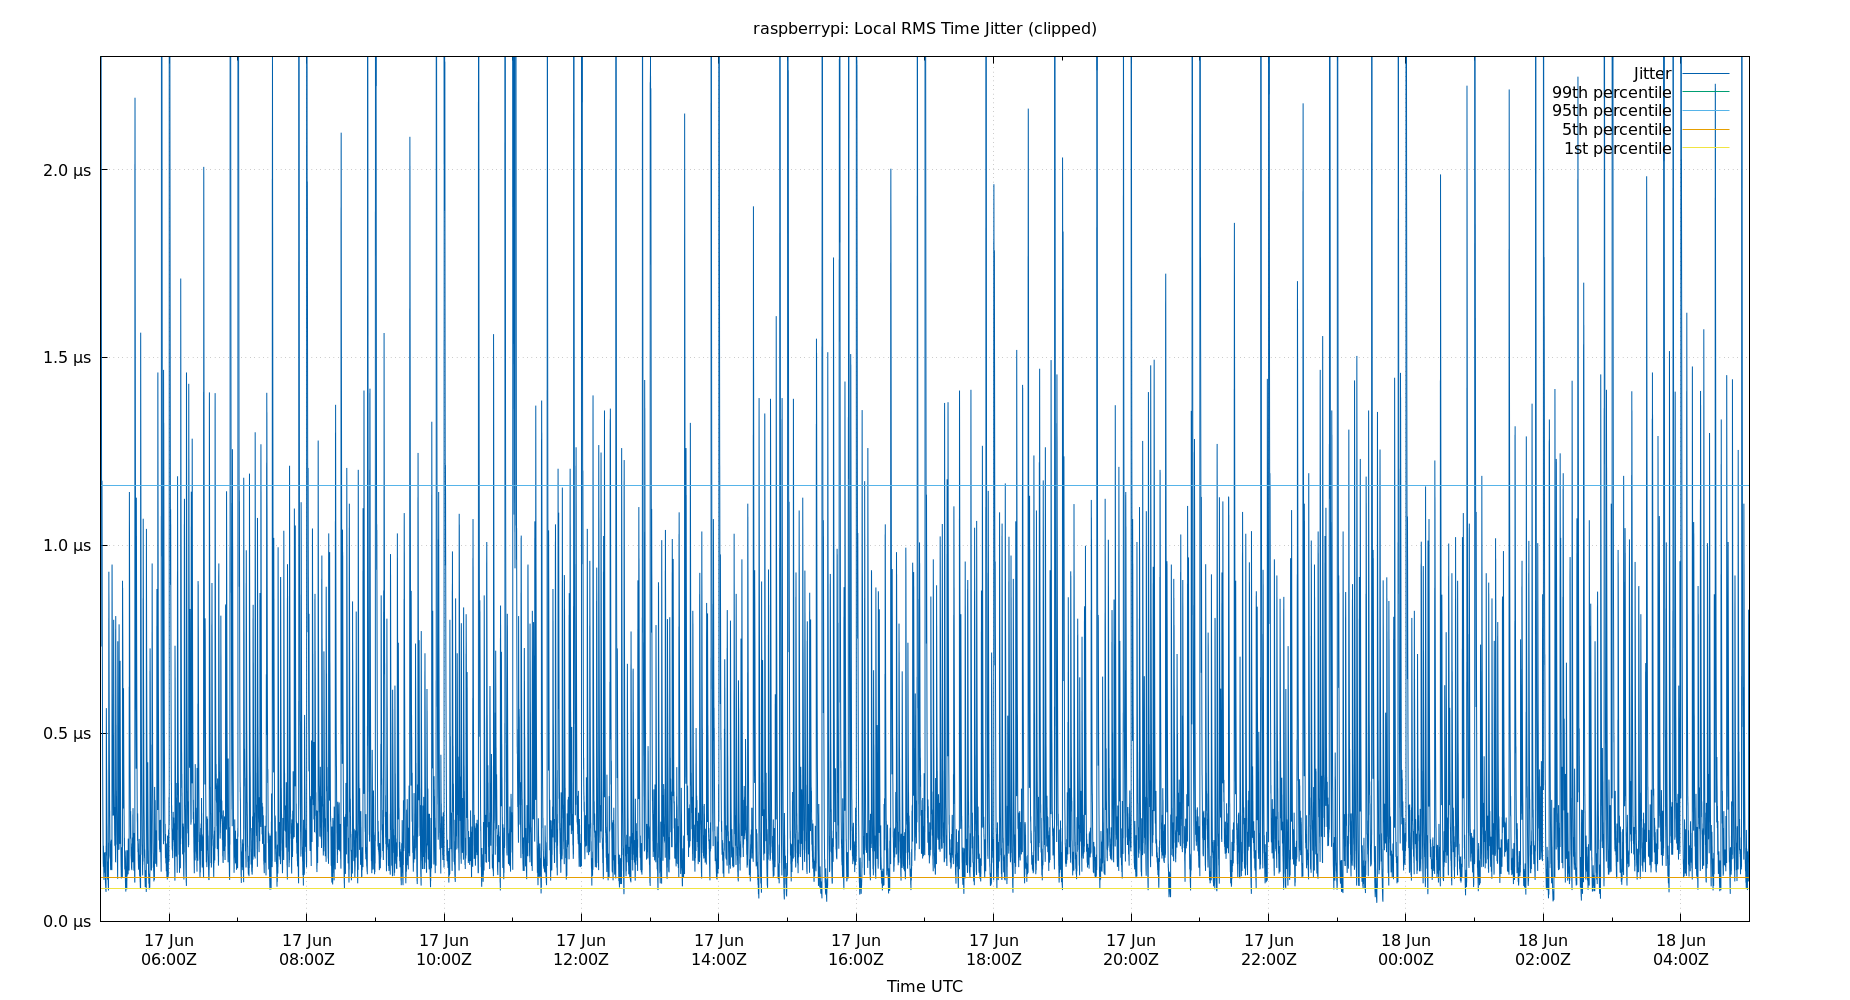 raspberrypi: Local RMS Time Jitter (clipped)
Jitter
99th percentile
95th percentile
5th percentile
1st percentile
2.0 µs
1.5 µs
1.0 µs
0.5 µs
0.0 µs
17 Jun 17 Jun 17 Jun 17 Jun 17 Jun 17 Jun 17 Jun 17 Jun 17 Jun 18 Jun 18 Jun 18 Jun
06:00Z 08:00Z 10:00Z 12:00Z 14:00Z 16:00Z 18:00Z 20:00Z 22:00Z 00:00Z 02:00Z 04:00Z
Time UTC